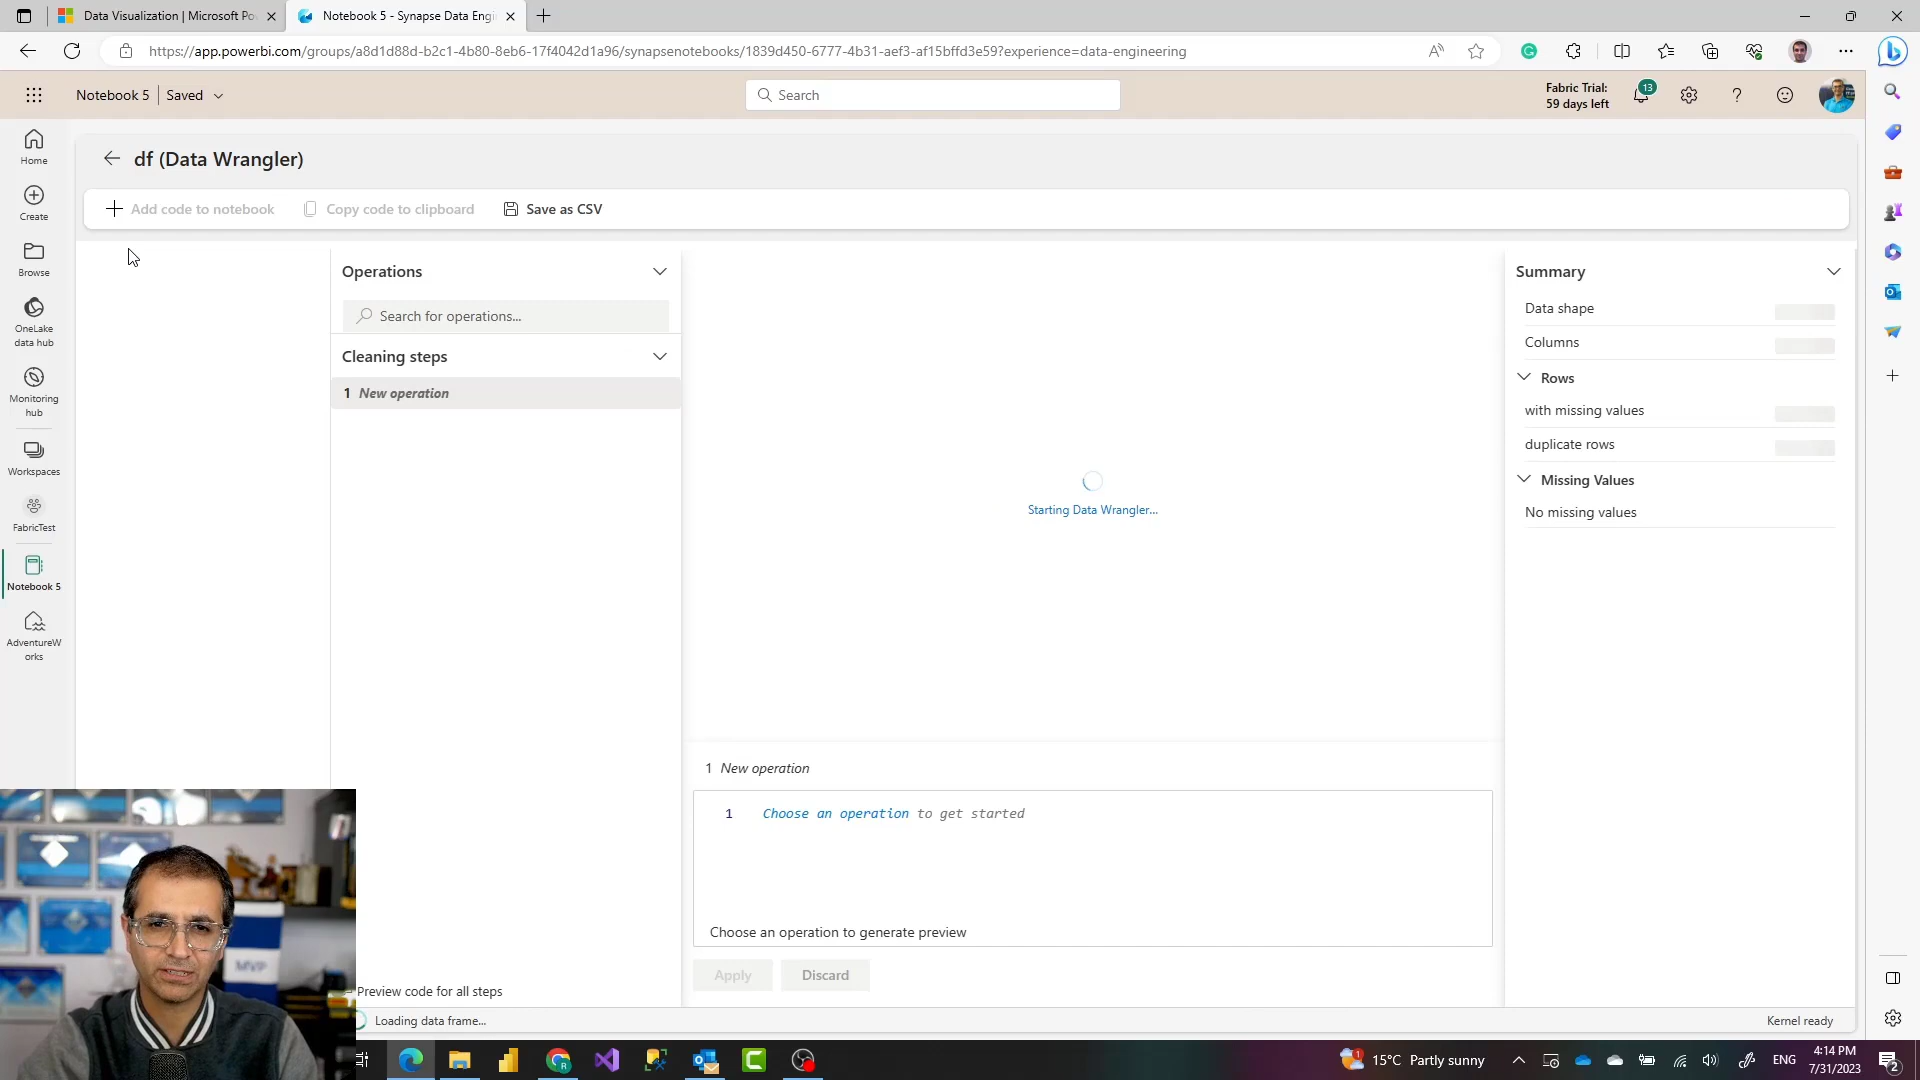 Data Visualization | Microsoft Po
Notebook 5 - Synapse Data Engi
https://app.powerbi.com/groups/a8d1d88d-b2c1-4b80-8eb6-17f4042d1a96/synapsenotebooks/1839d450-6777-4b31-aef3-af15bffd3e59?experience=data-engineering
Notebook 5
Saved
Search
Fabric Trial:
59 days left
13
Home
Create
Browse
OneLake
data hub
Monitoring
hub
Workspaces
FabricTest
Notebook 5
AdventureW
orks
df (Data Wrangler)
Add code to notebook
Copy code to clipboard
Save as CSV
Operations
Search for operations...
Cleaning steps
1 New operation
Preview code for all steps
Starting Data Wrangler...
1 New operation
1 Choose an operation to get started
Choose an operation to generate preview
Apply
Discard
Summary
Data shape
Columns
Rows
with missing values
duplicate rows
Missing Values
No missing values
Loading data frame...
Kernel ready
MVP
1
15°C Partly sunny
ENG
4:14 PM
7/31/2023
2